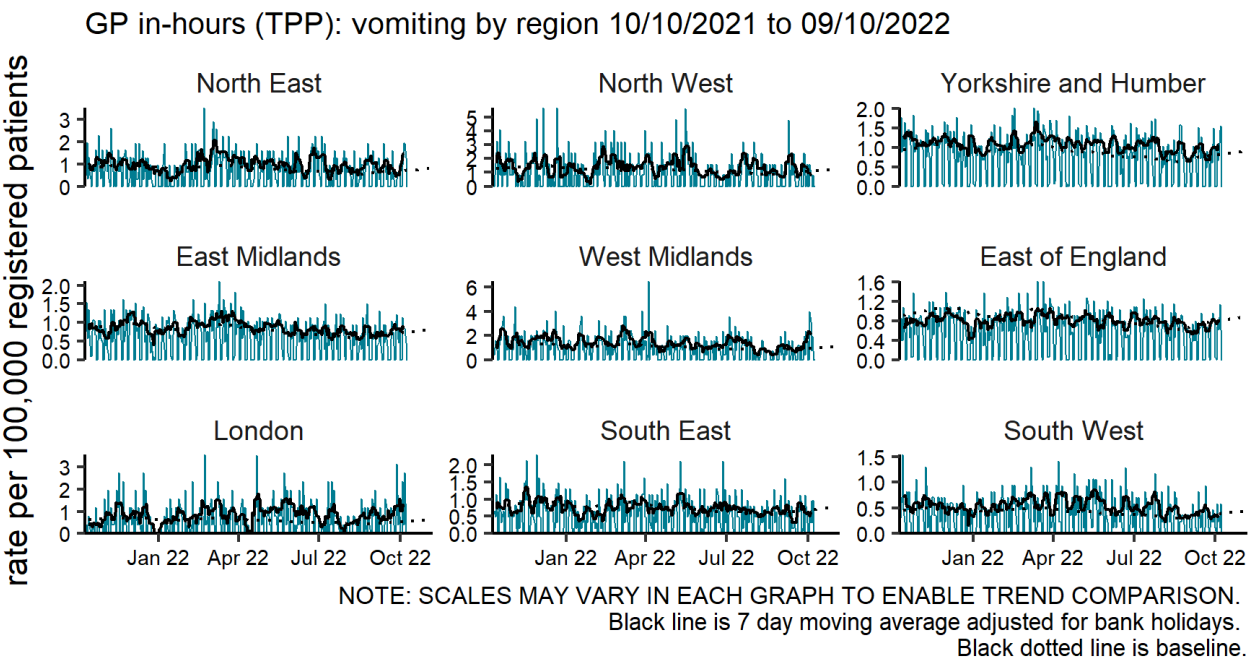 GP in-hours (TPP): vomiting by region 10/10/2021 to 09/10/2022
rate per 100,000 registered patients
North East
3
2
1
0
North West
5
4
3
2
1
0
Yorkshire and Humber
2.0
1.5
1.0
0.5
0.0
East Midlands
2.0
1.5
1.0
0.5
0.0
West Midlands
6
4
2
0
East of England
1.6
1.2
0.8
0.4
0.0
London
3
2
1
0
Jan 22 Apr 22 Jul 22 Oct 22
South East
2.0
1.5
1.0
0.5
0.0
Jan 22 Apr 22 Jul 22 Oct 22
South West
1.5
1.0
0.5
0.0
Jan 22 Apr 22 Jul 22 Oct 22
NOTE: SCALES MAY VARY IN EACH GRAPH TO ENABLE TREND COMPARISON.
Black line is 7 day moving average adjusted for bank holidays.
Black dotted line is baseline.